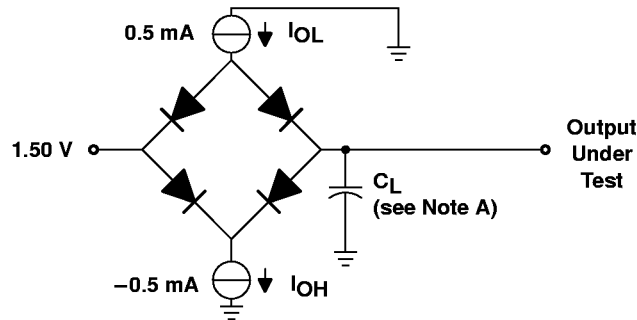 0.5 mA
IOL
1.50 V
Output
Under
Test
CL
(see Note A)
−0.5 mA
IOH